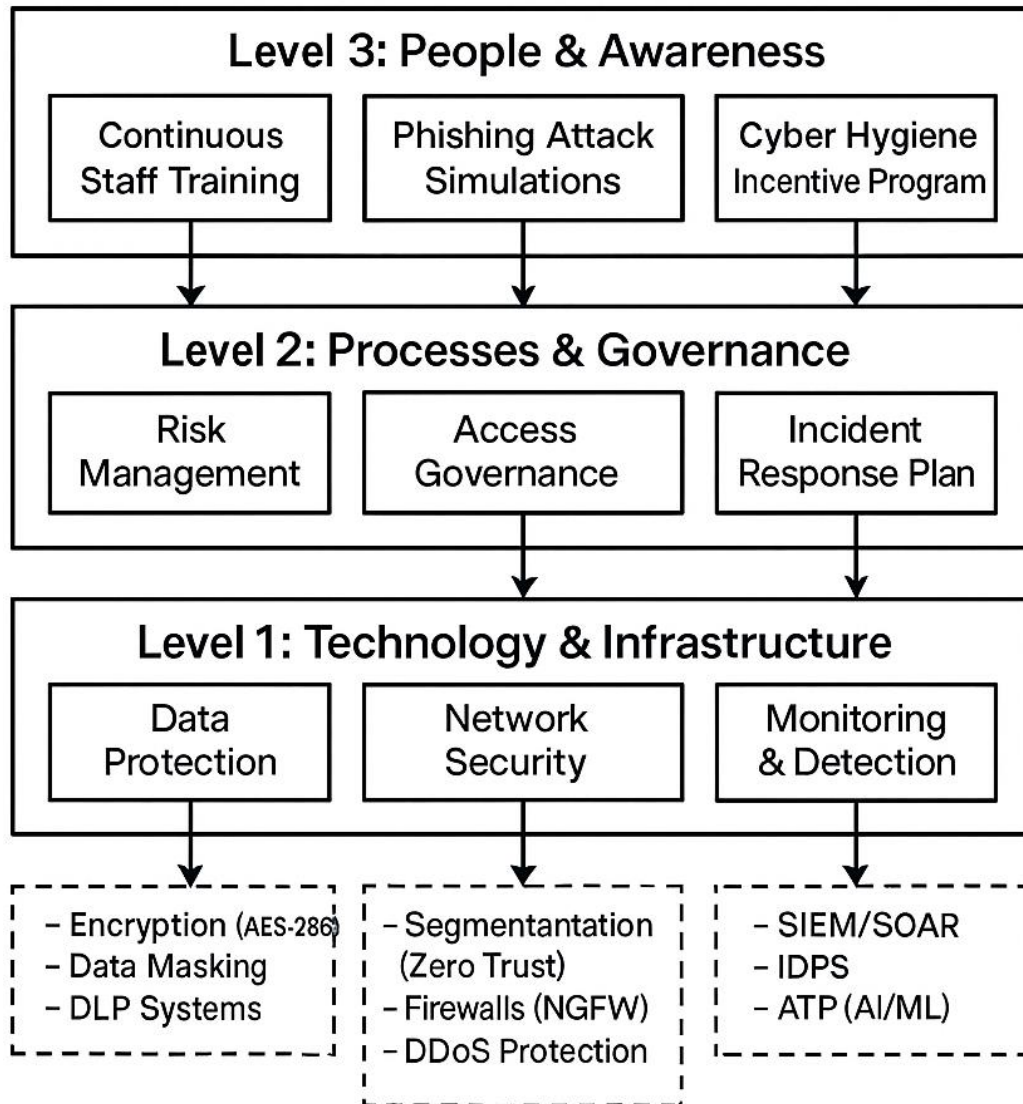 Level 3: People & Awareness
Continuous
Staff Training
Phishing Attack
Simulations
Cyber Hygiene
Incentive Program
Level 2: Processes & Governance
Risk
Management
Access
Governance
Incident
Response Plan
Level 1: Technology & Infrastructure
Data
Protection
Network
Security
Monitoring
& Detection
– Encryption (AES-286)
– Data Masking
– DLP Systems
– Segmentantation
(Zero Trust)
– Firewalls (NGFW)
– DDoS Protection
– SIEM/SOAR
– IDPS
– ATP (AI/ML)